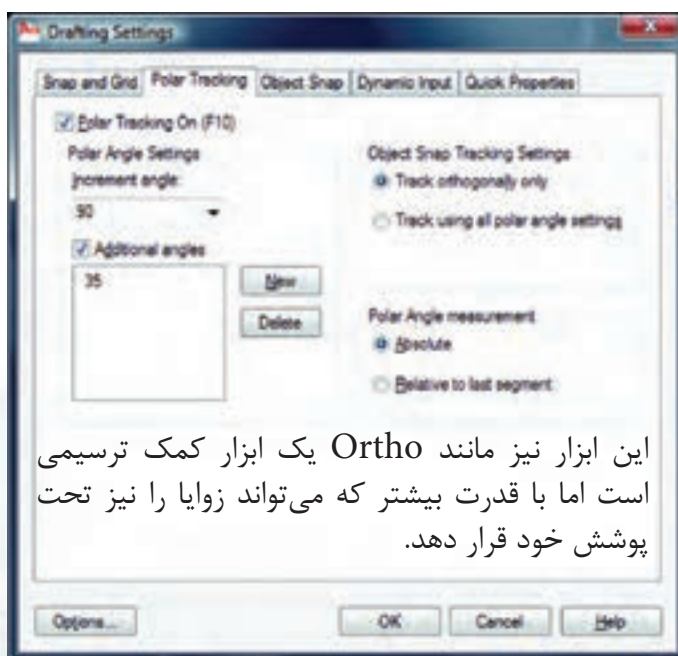 Drafting Settings
Snap and Grid Polar Tracking Object Snap Dynamic Input Quick Properties
Polar Tracking On (F10)
Polar Angle Settings
Increment angle:
90
Additional angles
35
New
Delete
Object Snap Tracking Settings
Track orthogonally only
Track using all polar angle settings
Polar Angle measurement
Absolute
Relative to last segment
این ابزار نیز مانند Ortho یک ابزار کمک ترسیمی
است اما با قدرت بیشتر که می‌تواند زوایا را نیز تحت
پوشش خود قرار دهد.
Options... OK Cancel Help